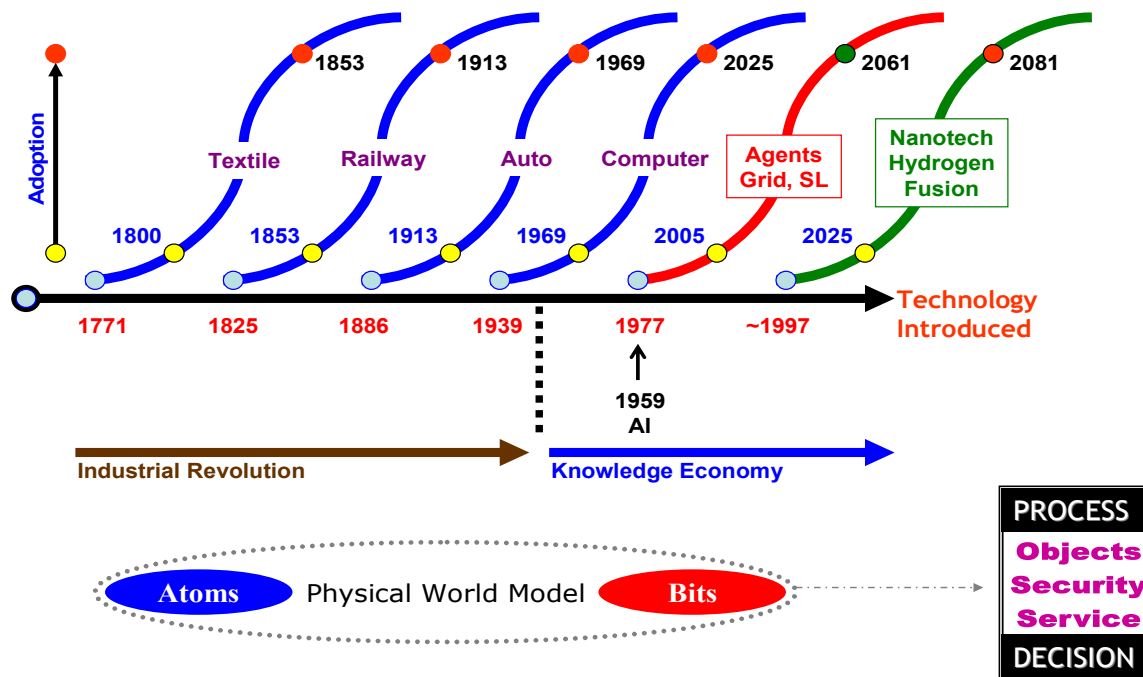 1853
1913
1969
2025
2061
2081
Adoption
Textile
Railway
Auto
Computer
Agents
Grid, SL
Nanotech
Hydrogen
Fusion
1800
1853
1913
1969
2005
2025
Technology
Introduced
1771
1825
1886
1939
1977
~1997
1959
AI
Industrial Revolution
Knowledge Economy
Atoms
Physical World Model
Bits
PROCESS
Objects
Security
Service
DECISION